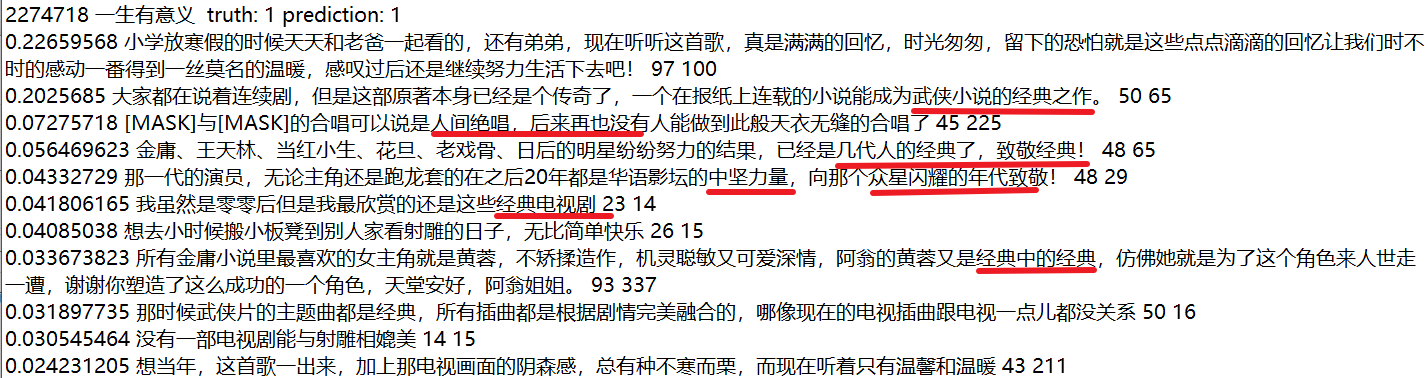 2274718 一生有意义 truth: 1 prediction: 1
0.22659568 小学放寒假的时候天天和老爸一起看的，还有弟弟，现在听听这首歌，真是满满的回忆，时光匆匆，留下的恐怕就是这些点点滴滴的回忆让我们时不
时的感动一番得到一丝莫名的温暖，感叹过后还是继续努力生活下去吧！ 97 100
0.2025685 大家都在说着连续剧，但是这部原著本身已经是个传奇了，一个在报纸上连载的小说能成为武侠小说的经典之作。 50 65
0.07275718 [MASK]与[MASK]的合唱可以说是人间绝唱，后来再也没有人能做到此般天衣无缝的合唱了 45 225
0.056469623 金庸、王天林、当红小生、花旦、老戏骨、日后的明星纷纷努力的结果，已经是几代人的经典了，致敬经典！ 48 65
0.04332729 那一代的演员，无论主角还是跑龙套的在之后20年都是华语影坛的中坚力量，向那个众星闪耀的年代致敬！ 48 29
0.041806165 我虽然是零零后但是我最欣赏的还是这些经典电视剧 23 14
0.04085038 想去小时候搬小板凳到别人家看射雕的日子，无比简单快乐 26 15
0.033673823 所有金庸小说里最喜欢的女主角就是黄蓉，不矫揉造作，机灵聪敏又可爱深情，阿翁的黄蓉又是经典中的经典，仿佛她就是为了这个角色来人世走
一遭，谢谢你塑造了这么成功的一个角色，天堂安好，阿翁姐姐。 93 337
0.031897735 那时候武侠片的主题曲都是经典，所有插曲都是根据剧情完美融合的，哪像现在的电视插曲跟电视一点儿都没关系 50 16
0.030545464 没有一部电视剧能与射雕相媲美 14 15
0.024231205 想当年，这首歌一出来，加上那电视画面的阴森感，总有种不寒而栗，而现在听着只有温馨和温暖 43 211